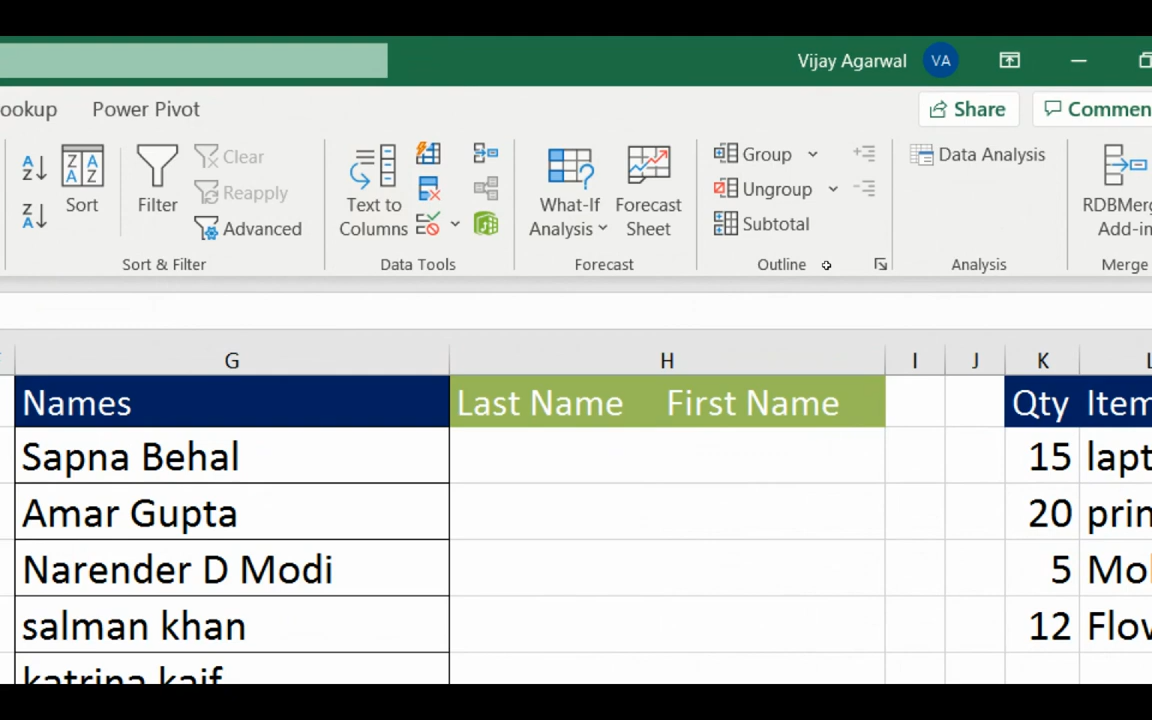 Vijay Agarwal VA
ookup Power Pivot Share Commen
Clear Group Data Analysis
Reapply Ungroup
Sort Filter Advanced Text to Columns What-If Analysis Forecast Sheet Subtotal RDBMerg Add-in
Sort & Filter Data Tools Forecast Outline Analysis Merge
G H I J K L
Names Last Name First Name Qty Item
Sapna Behal 15 lapt
Amar Gupta 20 prin
Narender D Modi 5 Mol
salman khan 12 Flov
katrina kaif